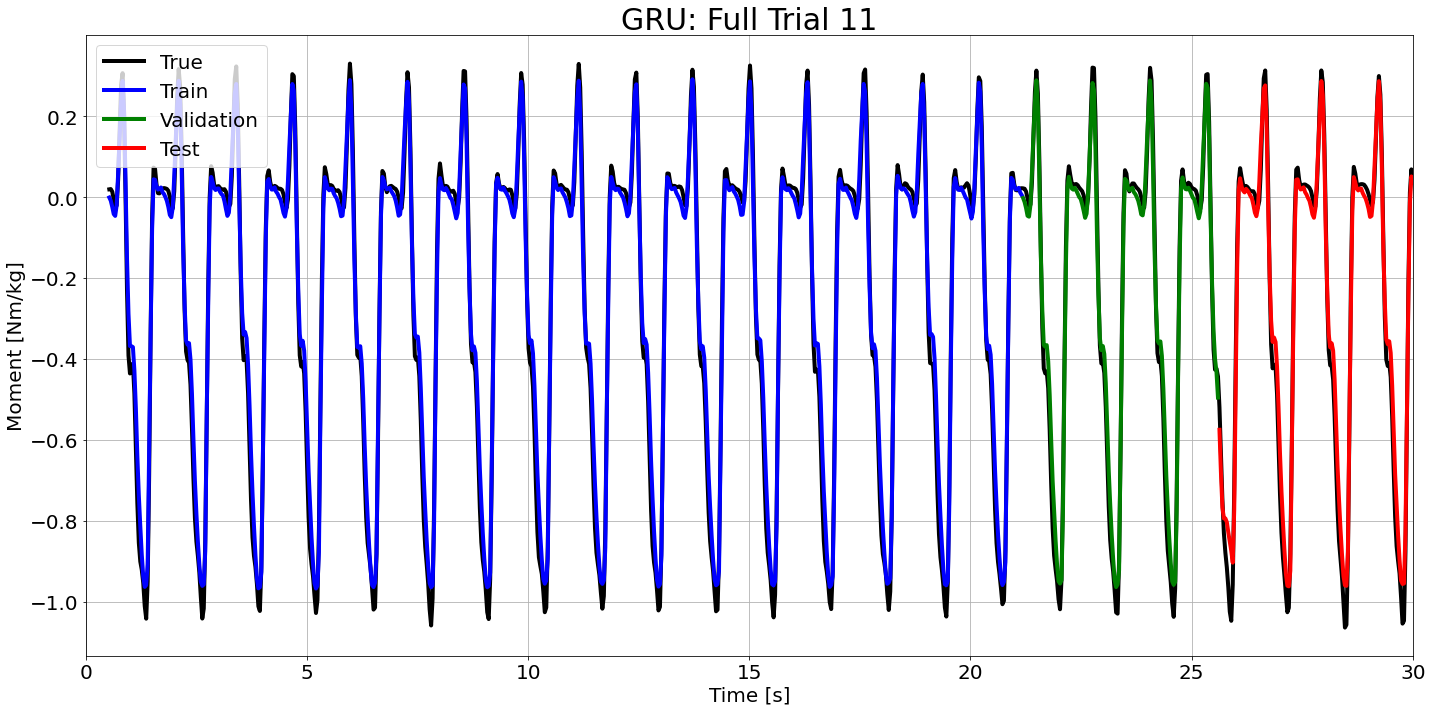 GRU: Full Trial 11
True
Train
Validation
Test
Moment [Nm/kg]
0.2
0.0
−0.2
−0.4
−0.6
−0.8
−1.0
0 5 10 15 20 25 30
Time [s]